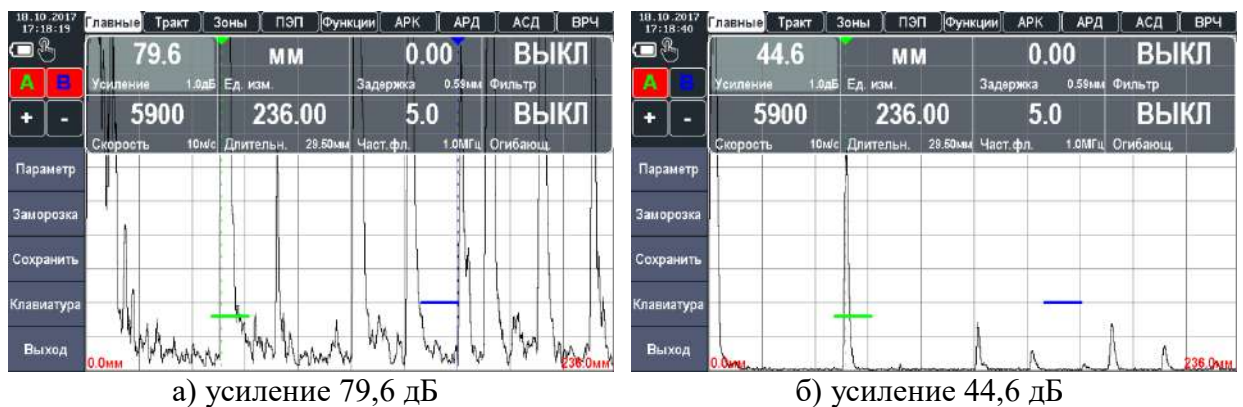 18.10.2017
17:18:19
Главные Тракт Зоны ПЭП Функции АРК АРД АСД ВРЧ
79.6 мм 0.00 ВЫКЛ
Усиление 1.0дБ Ед. изм. Задержка 0.59мм Фильтр
A B
5900 236.00 5.0 ВЫКЛ
+ -
Скорость 10м/с Длительн. 29.50мм Част.фл. 1.0МГц Огибающ.
Параметр
Заморозка
Сохранить
Клавиатура
Выход
0.0мм 236.0мм
а) усиление 79,6 дБ
18.10.2017
17:18:40
Главные Тракт Зоны ПЭП Функции АРК АРД АСД ВРЧ
44.6 мм 0.00 ВЫКЛ
Усиление 1.0дБ Ед. изм. Задержка 0.59мм Фильтр
A B
5900 236.00 5.0 ВЫКЛ
+ -
Скорость 10м/с Длительн. 29.50мм Част.фл. 1.0МГц Огибающ.
Параметр
Заморозка
Сохранить
Клавиатура
Выход
0.0мм 236.0мм
б) усиление 44,6 дБ